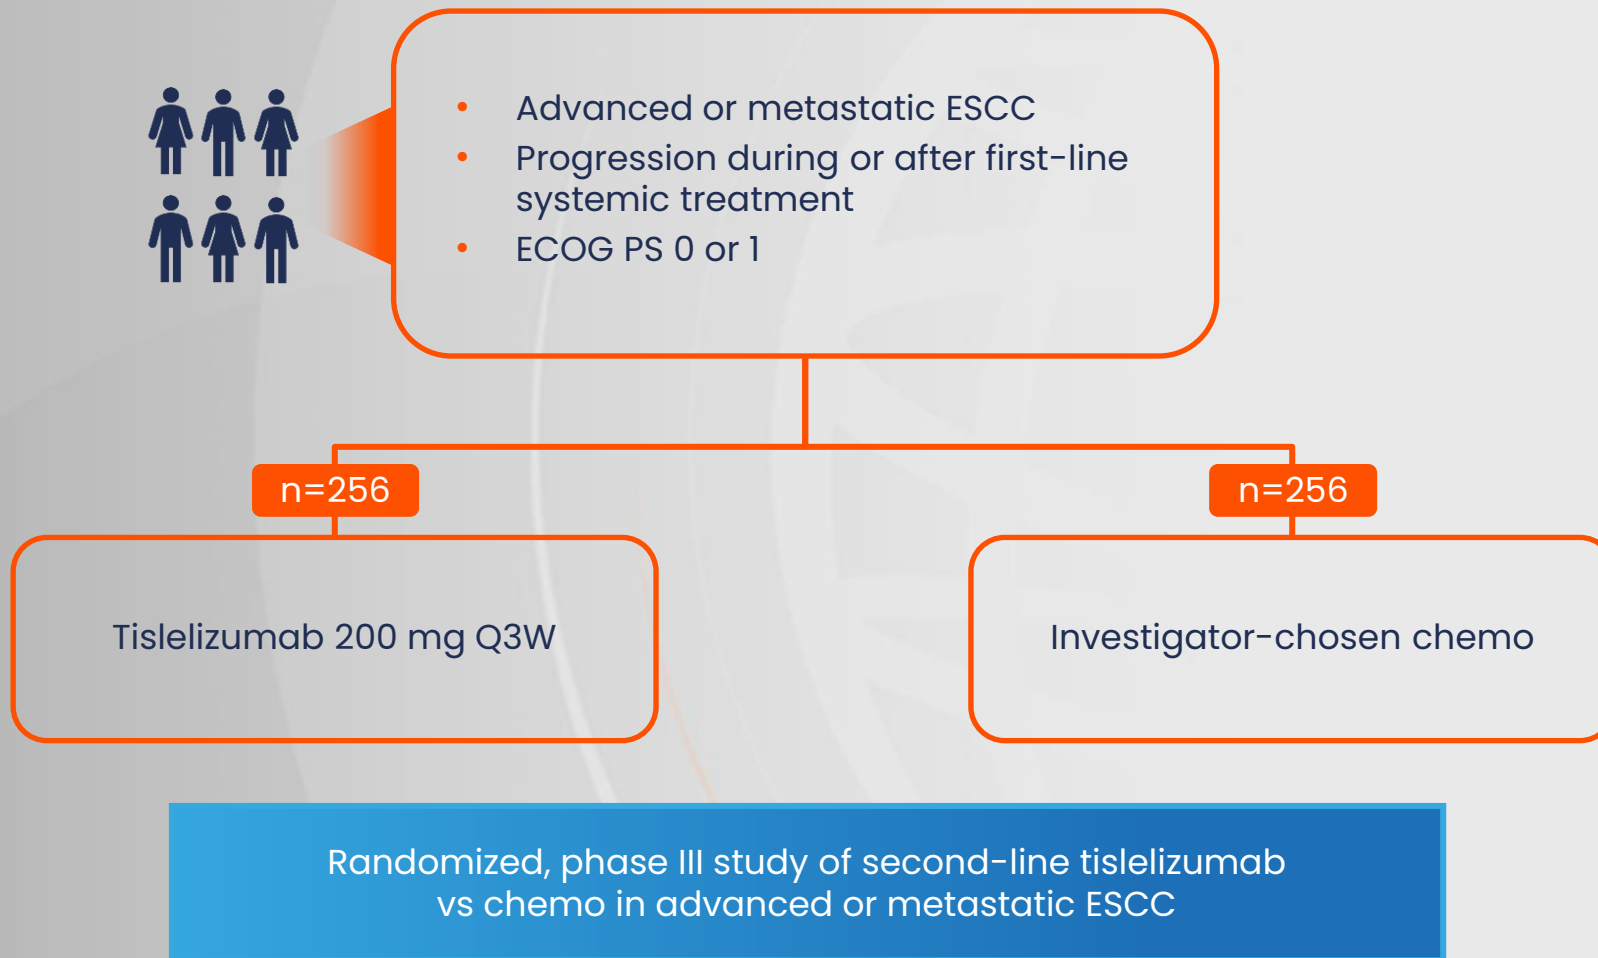 • Advanced or metastatic ESCC
• Progression during or after first-line
systemic treatment
• ECOG PS 0 or 1
n=256
n=256
Tislelizumab 200 mg Q3W
Investigator-chosen chemo
Randomized, phase III study of second-line tislelizumab
vs chemo in advanced or metastatic ESCC